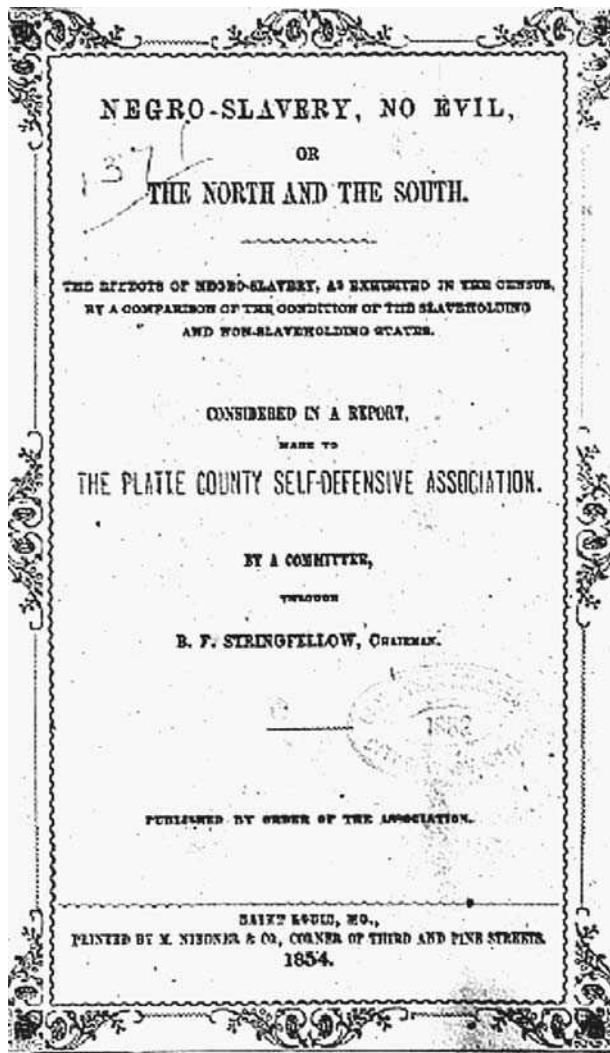 NEGRO-SLAVERY, NO EVIL,
OR
1371
THE NORTH AND THE SOUTH.
THE EFFECTS OF NEGRO-SLAVERY, AS EXHIBITED IN THE CENSUS,
BY A COMPARISON OF THE CONDITION OF THE SLAVEHOLDING
AND NON-SLAVEHOLDING STATES.
CONSIDERED IN A REPORT,
MADE TO
THE PLATTE COUNTY SELF-DEFENSIVE ASSOCIATION.
BY A COMMITTEE,
THROUGH
B. F. STRINGFELLOW, CHAIRMAN.
1882
PUBLISHED BY ORDER OF THE ASSOCIATION.
SAINT LOUIS, MO.,
PRINTED BY M. NIEDNER & CO, CORNER OF THIRD AND PINE STREETS.
1854.